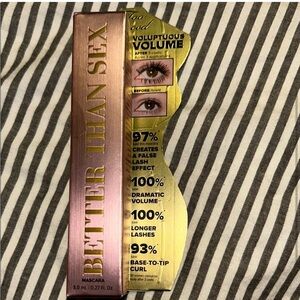 BETTER THAN SEX
MASCARA
8.0 ml / 0.27 Fl. Oz.
Too
VOLUPTUOUS
VOLUME
AFTER
BEFORE
97%
CREATES
A FALSE
LASH
EFFECT
100%
DRAMATIC
VOLUME
100%
LONGER
LASHES
93%
BASE-TO-TIP
CURL